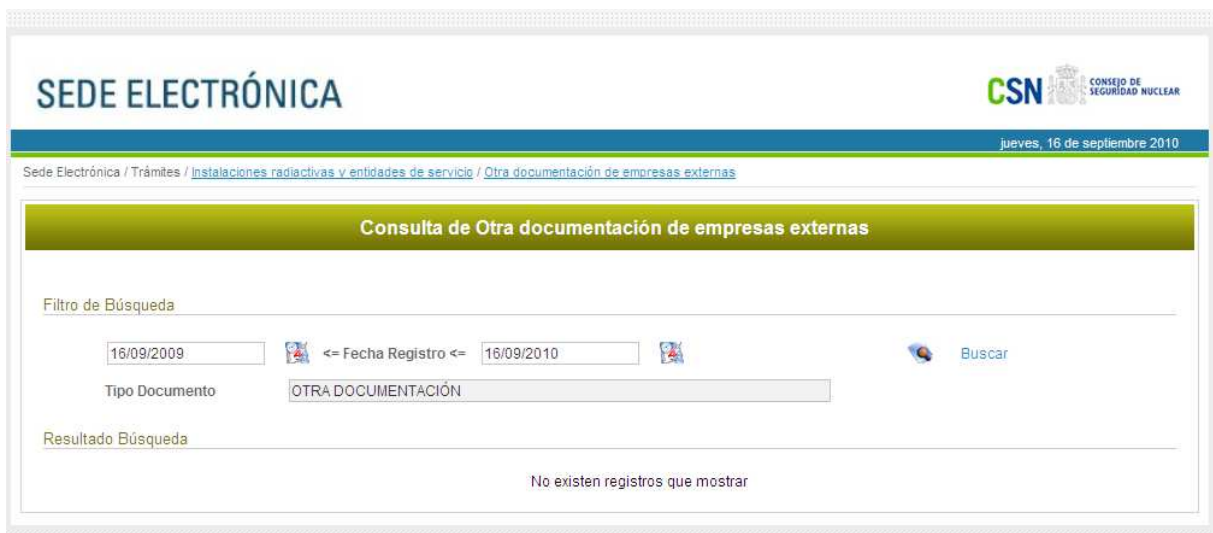 SEDE ELECTRÓNICA
CSN CONSEJO DE
SEGURIDAD NUCLEAR
jueves, 16 de septiembre 2010
Sede Electrónica / Trámites / Instalaciones radiactivas y entidades de servicio / Otra documentación de empresas externas
Consulta de Otra documentación de empresas externas
Filtro de Búsqueda
16/09/2009 <= Fecha Registro <= 16/09/2010 Buscar
Tipo Documento OTRA DOCUMENTACIÓN
Resultado Búsqueda
No existen registros que mostrar